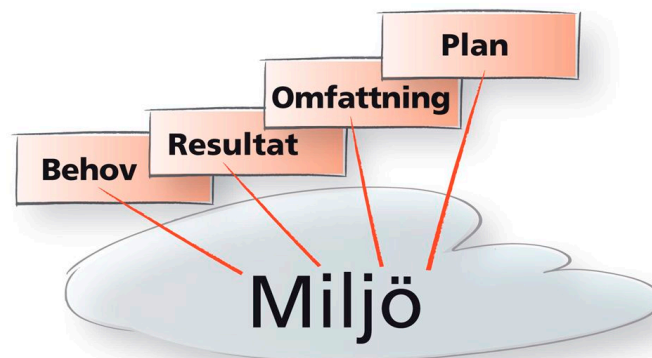 Plan
Omfattning
Resultat
Behov
Miljö